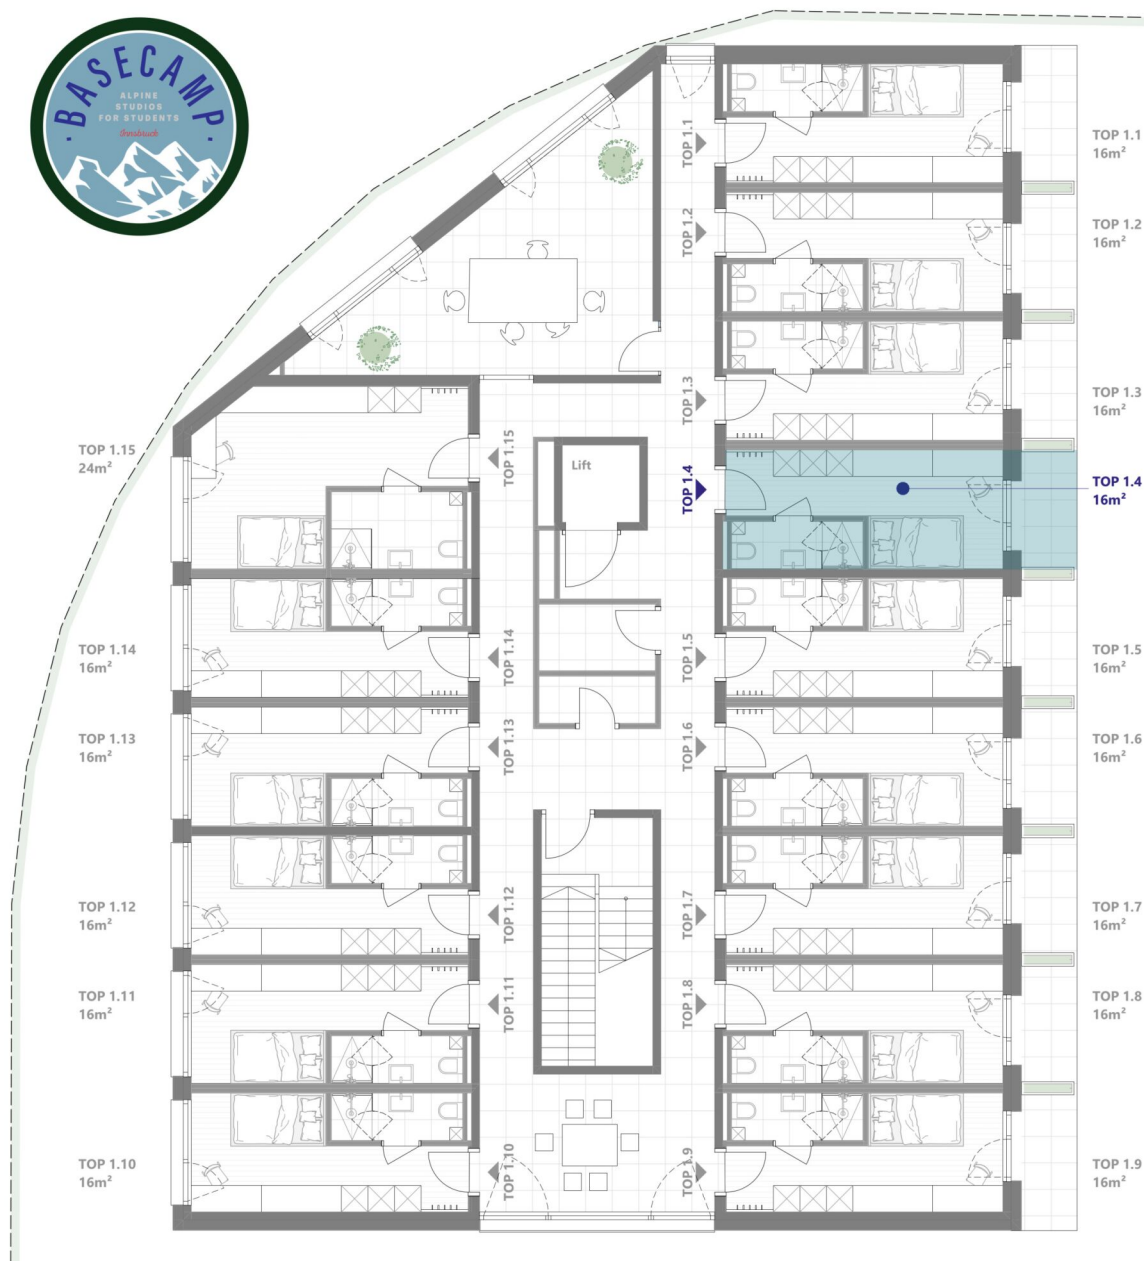 BASECAMP
ALPINE
STUDIOS
FOR STUDENTS
Innsbruck
TOP 1.1
TOP 1.1
16m²
TOP 1.2
TOP 1.2
16m²
TOP 1.3
TOP 1.3
16m²
TOP 1.15
24m²
TOP 1.15
Lift
TOP 1.4
TOP 1.4
16m²
TOP 1.14
16m²
TOP 1.14
TOP 1.5
TOP 1.5
16m²
TOP 1.13
16m²
TOP 1.13
TOP 1.6
TOP 1.6
16m²
TOP 1.12
16m²
TOP 1.12
TOP 1.7
TOP 1.7
16m²
TOP 1.11
16m²
TOP 1.11
TOP 1.8
TOP 1.8
16m²
TOP 1.10
16m²
TOP 1.10
TOP 1.9
TOP 1.9
16m²